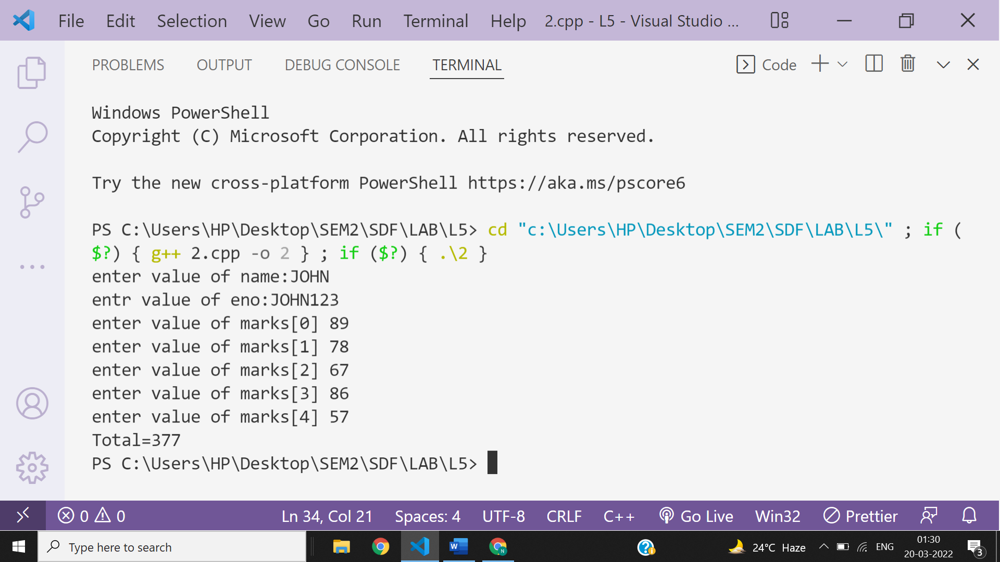 File Edit Selection View Go Run Terminal Help 2.cpp - L5 - Visual Studio ...
PROBLEMS OUTPUT DEBUG CONSOLE TERMINAL Code
Windows PowerShell
Copyright (C) Microsoft Corporation. All rights reserved.
Try the new cross-platform PowerShell https://aka.ms/pscore6
PS C:\Users\HP\Desktop\SEM2\SDF\LAB\L5> cd "c:\Users\HP\Desktop\SEM2\SDF\LAB\L5\" ; if (
$?) { g++ 2.cpp -o 2 } ; if ($?) { .\2 }
enter value of name:JOHN
entr value of eno:JOHN123
enter value of marks[0] 89
enter value of marks[1] 78
enter value of marks[2] 67
enter value of marks[3] 86
enter value of marks[4] 57
Total=377
PS C:\Users\HP\Desktop\SEM2\SDF\LAB\L5>
0 0 Ln 34, Col 21 Spaces: 4 UTF-8 CRLF C++ Go Live Win32 Prettier
Type here to search W N 24°C Haze ENG 01:30
20-03-2022 3